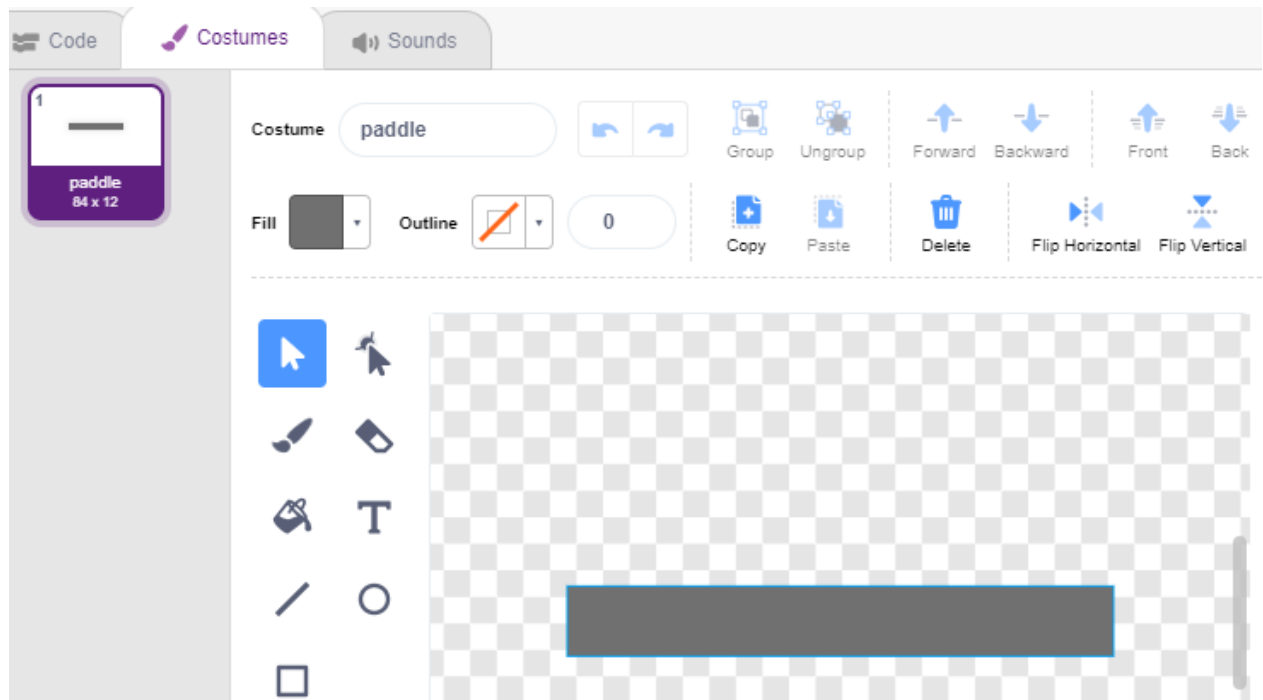 Code Costumes Sounds
1
paddle
84 x 12
Costume paddle
Group Ungroup Forward Backward Front Back
Fill Outline 0
Copy Paste Delete Flip Horizontal Flip Vertical
T